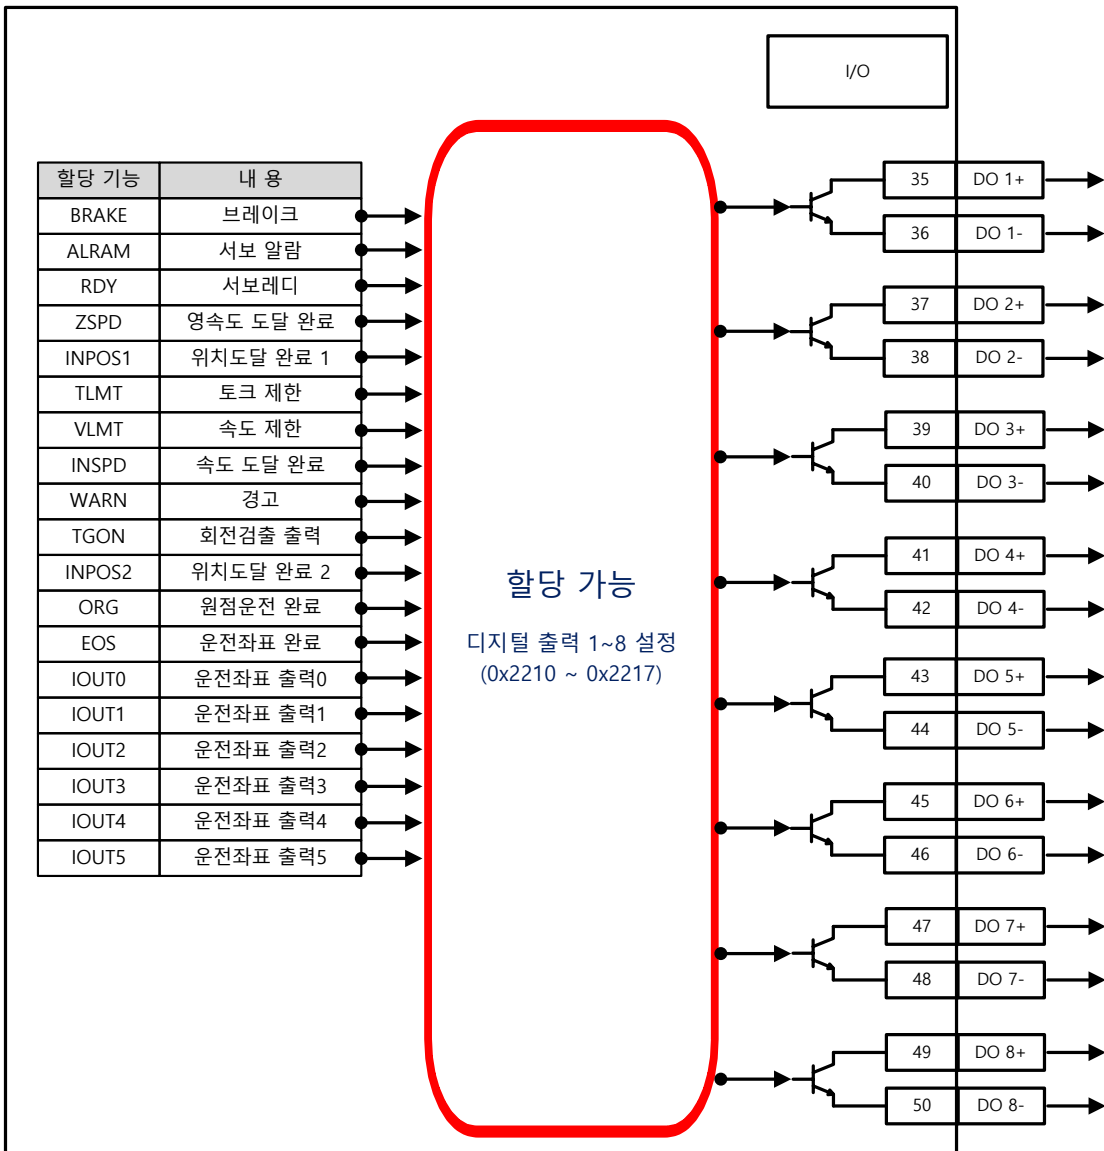 I/O
할당 기능 내 용
BRAKE 브레이크
ALRAM 서보 알람
RDY 서보레디
ZSPD 영속도 도달 완료
INPOS1 위치도달 완료 1
TLMT 토크 제한
VLMT 속도 제한
INSPD 속도 도달 완료
WARN 경고
TGON 회전검출 출력
INPOS2 위치도달 완료 2
ORG 원점운전 완료
EOS 운전좌표 완료
IOUT0 운전좌표 출력0
IOUT1 운전좌표 출력1
IOUT2 운전좌표 출력2
IOUT3 운전좌표 출력3
IOUT4 운전좌표 출력4
IOUT5 운전좌표 출력5
할당 가능
디지털 출력 1~8 설정
(0x2210 ~ 0x2217)
35 DO 1+
36 DO 1-
37 DO 2+
38 DO 2-
39 DO 3+
40 DO 3-
41 DO 4+
42 DO 4-
43 DO 5+
44 DO 5-
45 DO 6+
46 DO 6-
47 DO 7+
48 DO 7-
49 DO 8+
50 DO 8-